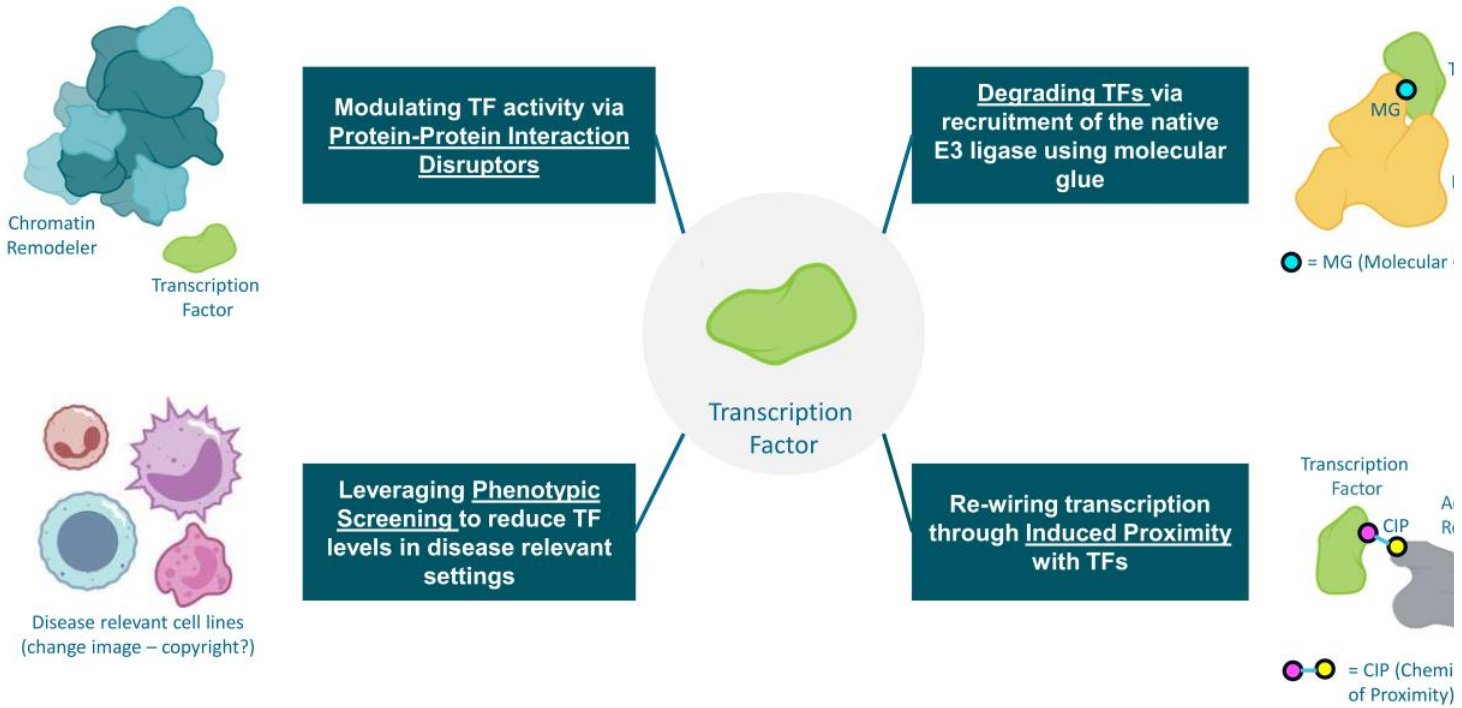 Chromatin
Remodeler
Transcription
Factor
Modulating TF activity via
Protein-Protein Interaction
Disruptors
Degrading TFs via
recruitment of the native
E3 ligase using molecular
glue
MG
= MG (Molecular
Transcription
Factor
Disease relevant cell lines
(change image – copyright?)
Leveraging Phenotypic
Screening to reduce TF
levels in disease relevant
settings
Re-wiring transcription
through Induced Proximity
with TFs
Transcription
Factor
CIP
= CIP (Chemi
of Proximity)